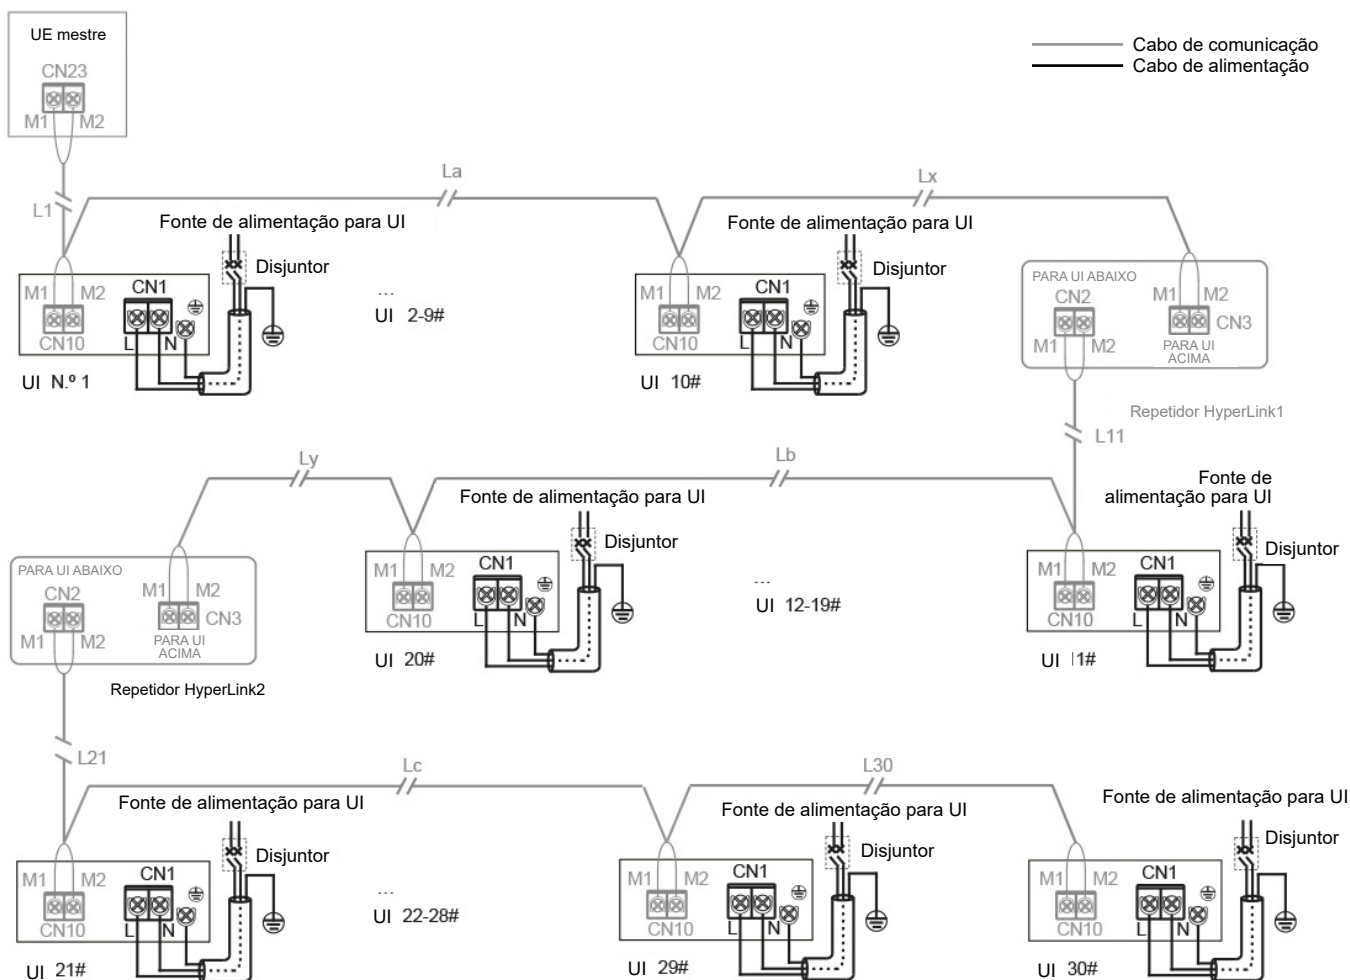 UE mestre
CN23
M1 M2
Cabo de comunicação
Cabo de alimentação
L1
La
Lx
Fonte de alimentação para UI
Disjuntor
M1 M2
CN10
CN1
L N
UI N.º 1
...
UI 2-9#
Fonte de alimentação para UI
Disjuntor
M1 M2
CN10
CN1
L N
UI 10#
PARA UI ABAIXO
CN2
M1 M2
M1 M2
CN3
PARA UI
ACIMA
Repetidor HyperLink1
L11
Ly
Lb
PARA UI ABAIXO
CN2
M1 M2
M1 M2
CN3
PARA UI
ACIMA
Repetidor HyperLink2
Fonte de alimentação para UI
Disjuntor
M1 M2
CN10
CN1
L N
UI 20#
...
UI 12-19#
Fonte de
alimentação para UI
Disjuntor
M1 M2
CN10
CN1
L N
UI 11#
L21
Lc
L30
Fonte de alimentação para UI
Disjuntor
M1 M2
CN10
CN1
L N
UI 21#
...
UI 22-28#
Fonte de alimentação para UI
Disjuntor
M1 M2
CN10
CN1
L N
UI 29#
Fonte de alimentação para UI
Disjuntor
M1 M2
CN10
CN1
L N
UI 30#